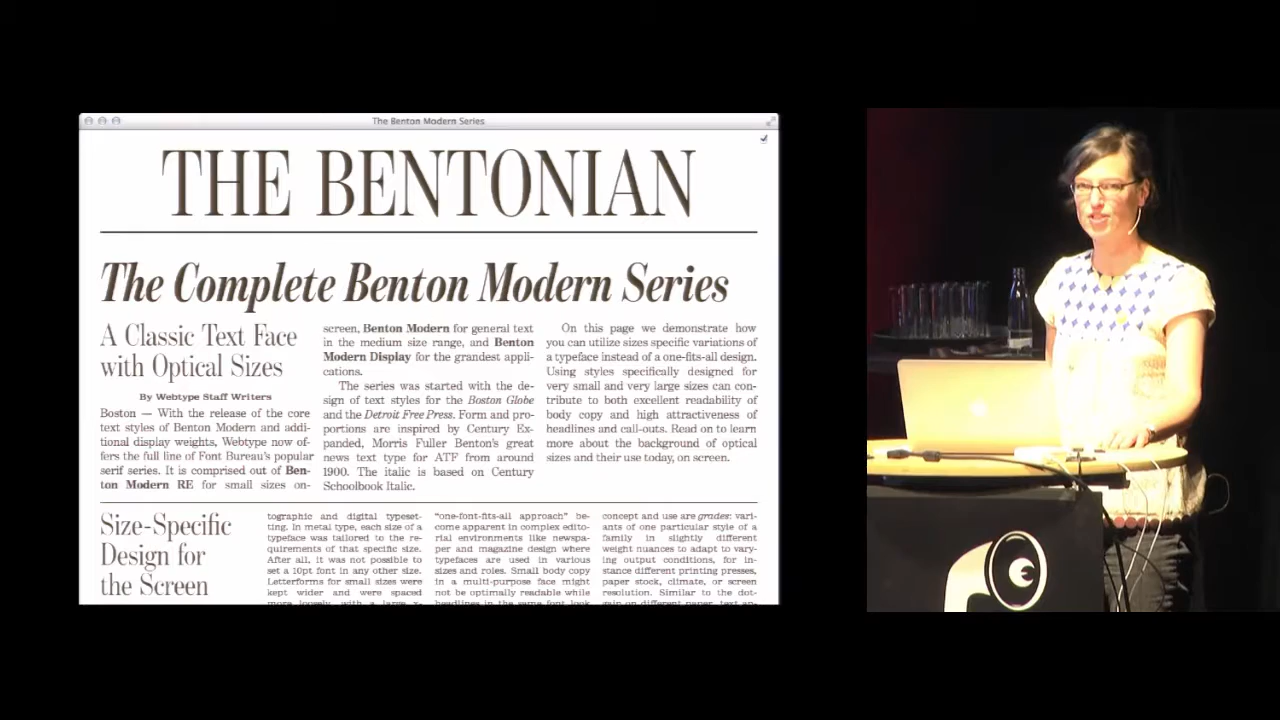 The Benton Modern Series
THE BENTONIAN
The Complete Benton Modern Series
A Classic Text Face
with Optical Sizes
By Webtype Staff Writers
Boston — With the release of the core
text styles of Benton Modern and addi-
tional display weights, Webtype now of-
fers the full line of Font Bureau's popular
serif series. It is comprised out of Ben-
ton Modern RE for small sizes on-
screen, Benton Modern for general text
in the medium size range, and Benton
Modern Display for the grandest appli-
cations.
The series was started with the de-
sign of text styles for the Boston Globe
and the Detroit Free Press. Form and pro-
portions are inspired by Century Ex-
panded, Morris Fuller Benton's great
news text type for ATF from around
1900. The italic is based on Century
Schoolbook Italic.
On this page we demonstrate how
you can utilize sizes specific variations of
a typeface instead of a one-fits-all design.
Using styles specifically designed for
very small and very large sizes can con-
tribute to both excellent readability of
body copy and high attractiveness of
headlines and call-outs. Read on to learn
more about the background of optical
sizes and their use today, on screen.
Size-Specific
Design for
the Screen
tographic and digital typeset-
ting. In metal type, each size of a
typeface was tailored to the re-
quirements of that specific size.
After all, it was not possible to
set a 10pt font in any other size.
Letterforms for small sizes were
kept wider and were spaced
more loosely, with a large x-
"one-font-fits-all approach" be-
come apparent in complex edito-
rial environments like newspa-
per and magazine design where
typefaces are used in various
sizes and roles. Small body copy
in a multi-purpose face might
not be optimally readable while
headlines in the same font look
concept and use are grades: vari-
ants of one particular style of a
family in slightly different
weight nuances to adapt to vary-
ing output conditions, for in-
stance different printing presses,
paper stock, climate, or screen
resolution. Similar to the dot-
gain on different paper, text ap-